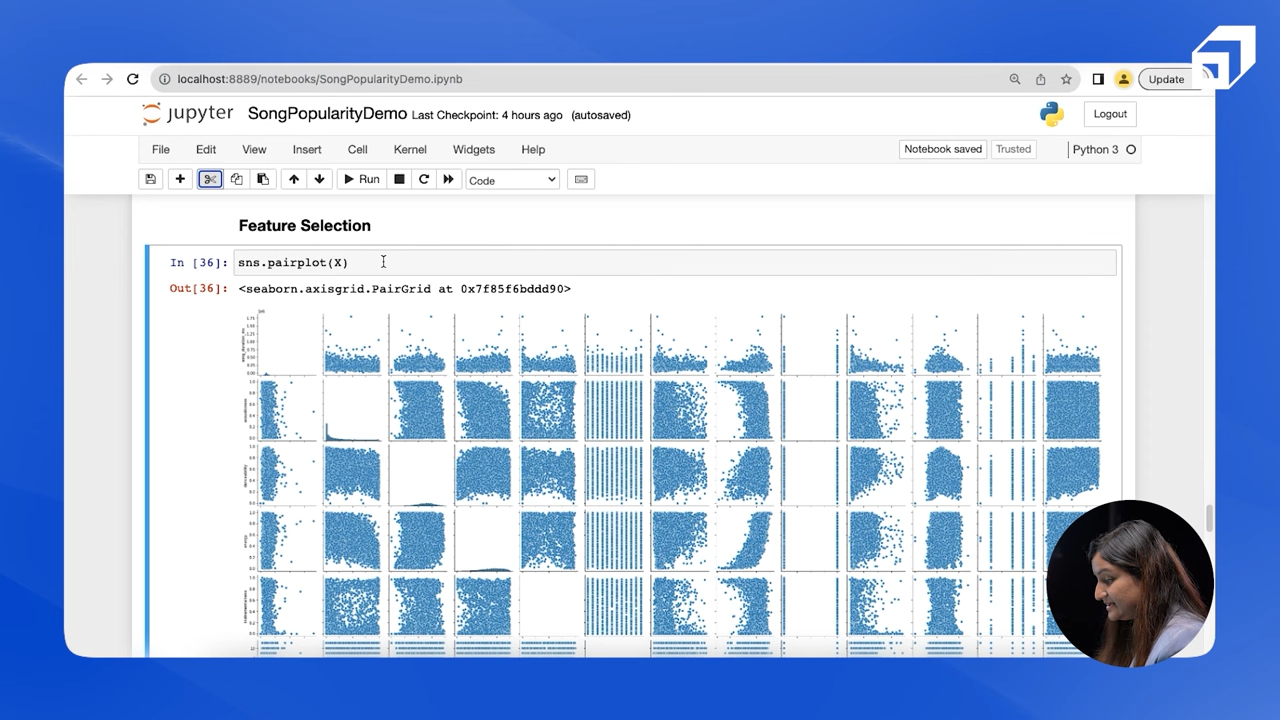 localhost:8889/notebooks/SongPopularityDemo.ipynb
Update
jupyter SongPopularityDemo Last Checkpoint: 4 hours ago (autosaved)
Logout
File Edit View Insert Cell Kernel Widgets Help
Notebook saved Trusted Python 3
Run Code
Feature Selection
In [36]: sns.pairplot(X)
Out[36]: <seaborn.axisgrid.PairGrid at 0x7f85f6bddd90>